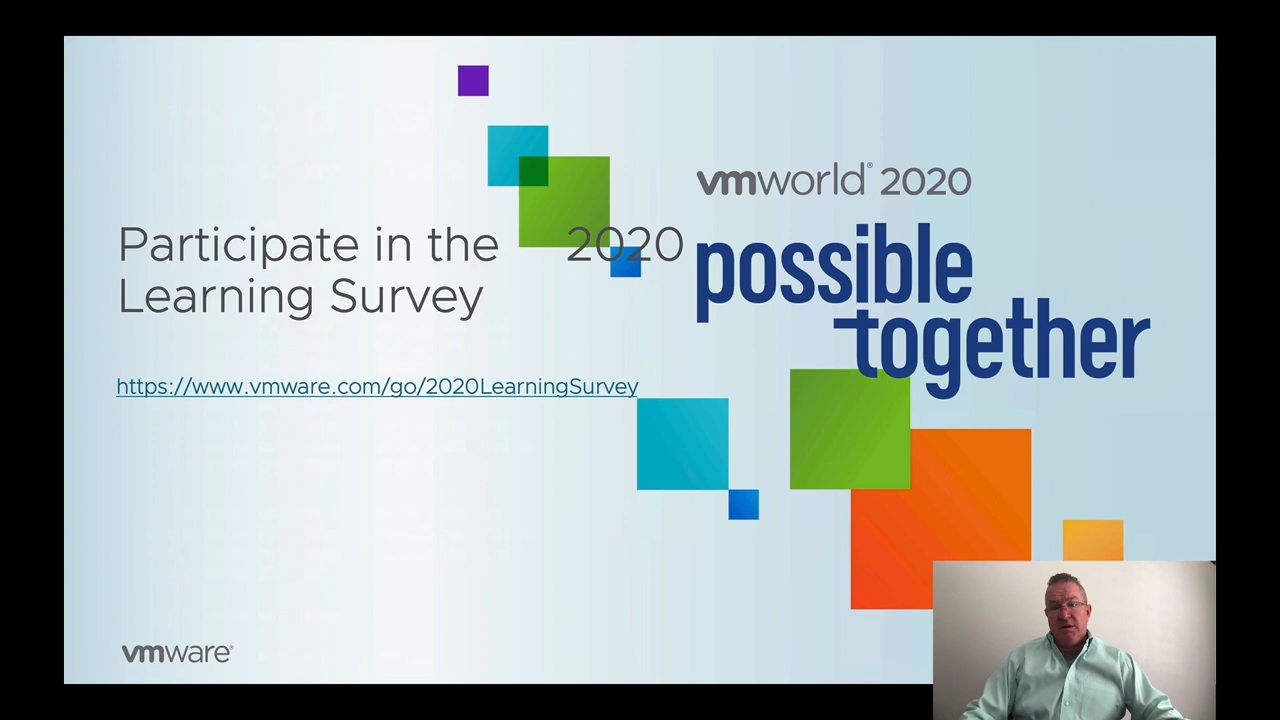 Participate in the 2020
Learning Survey
https://www.vmware.com/go/2020LearningSurvey
vmworld® 2020
possible
together
vmware®